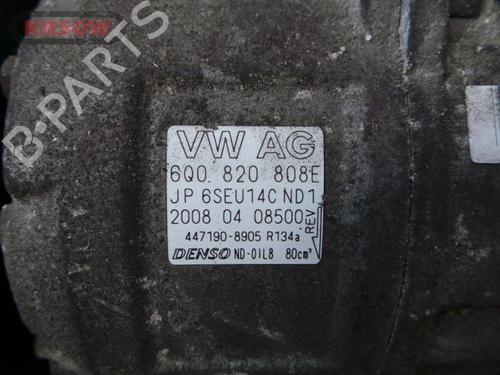 KIESOW
B-PARTS
VW AG
6Q0 820 808E
JP 6SEU14C ND1
2008 04 08500
REV
447190-8905 R134a
DENSO ND-OIL8 80cm³